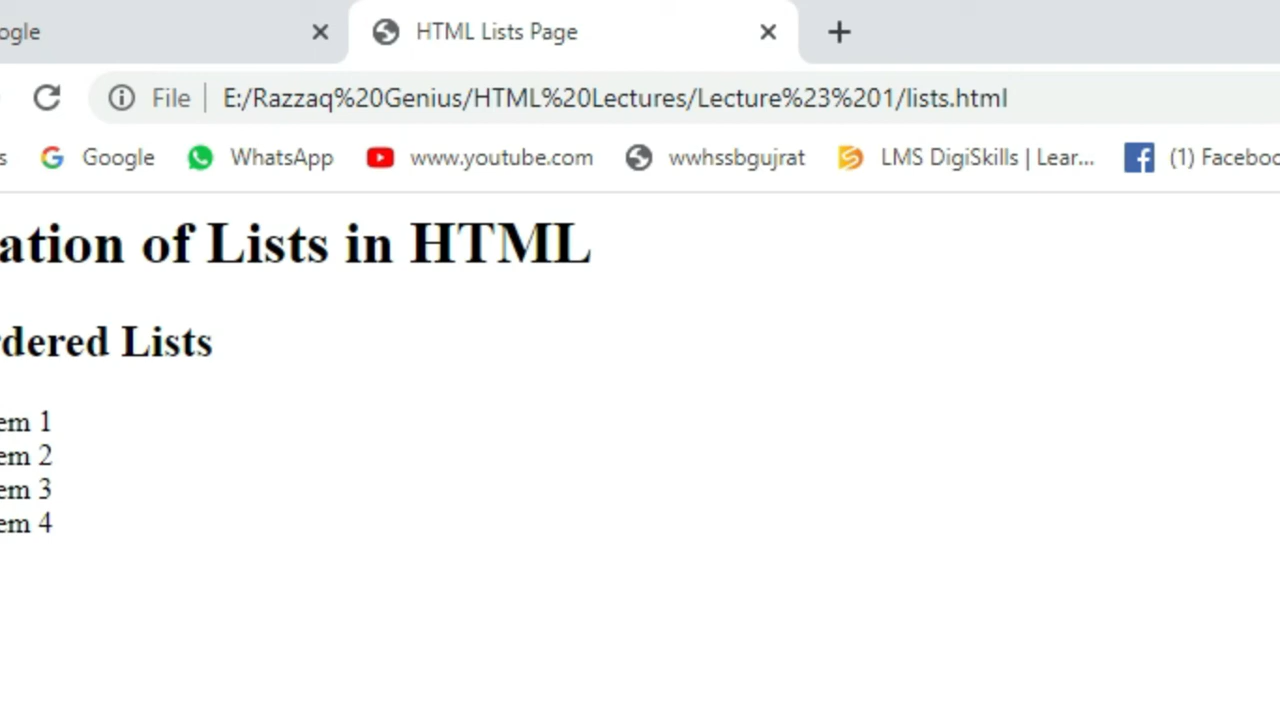 ogle
HTML Lists Page
File E:/Razzaq%20Genius/HTML%20Lectures/Lecture%23%201/lists.html
s Google WhatsApp www.youtube.com wwhssbgujrat LMS DigiSkills | Lear... (1) Faceboo
ation of Lists in HTML
dered Lists
em 1
em 2
em 3
em 4